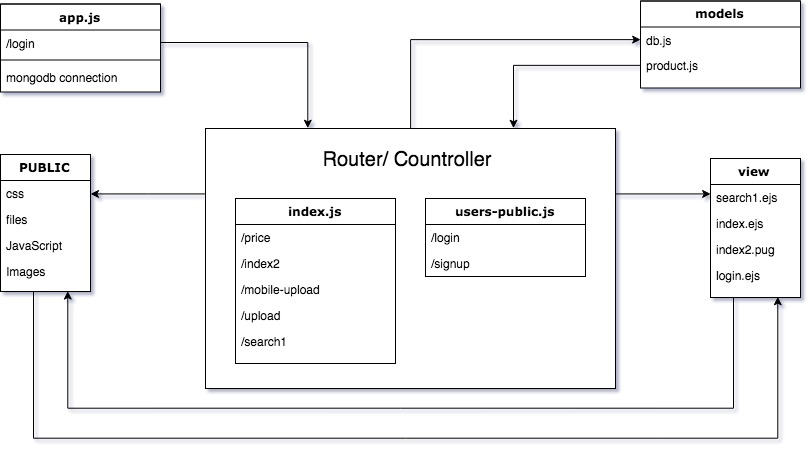 app.js
/login
mongodb connection
models
db.js
product.js
Router/ Countroller
PUBLIC
css
files
JavaScript
Images
index.js
/price
/index2
/mobile-upload
/upload
/search1
users-public.js
/login
/signup
view
search1.ejs
index.ejs
index2.pug
login.ejs